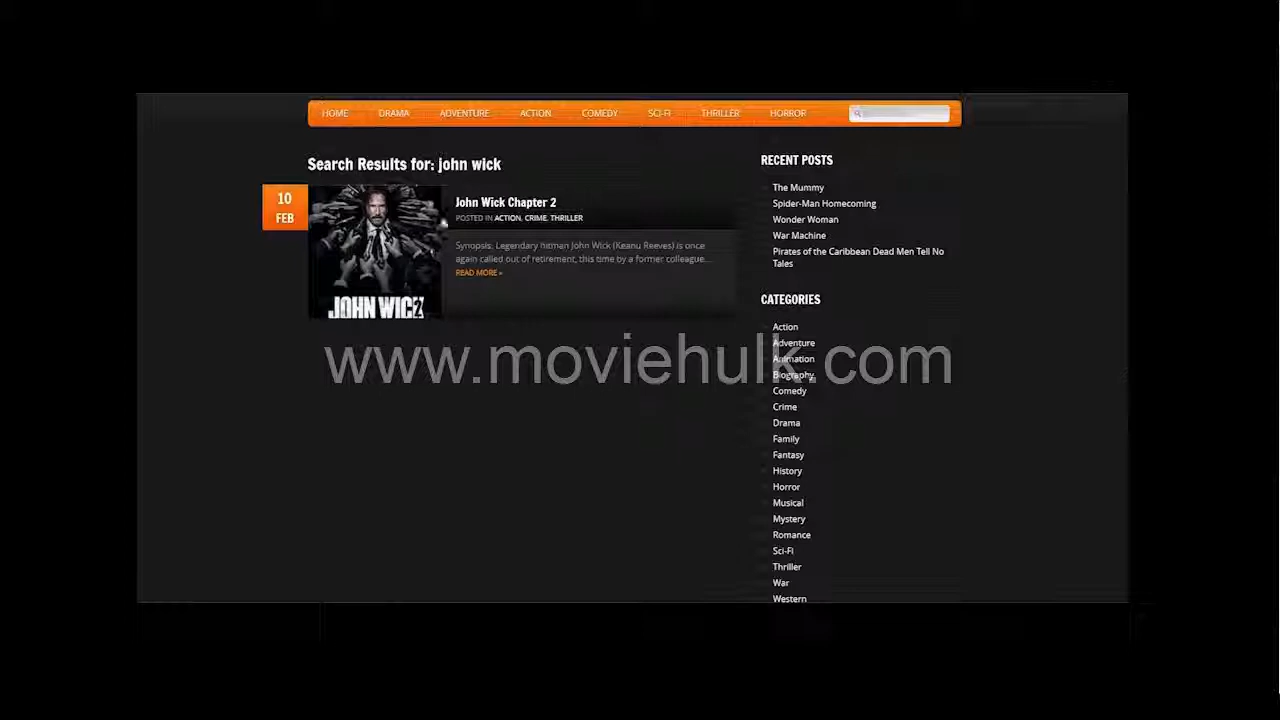 HOME DRAMA ADVENTURE ACTION COMEDY SCI-FI THRILLER HORROR
Search Results for: john wick
10
FEB
John Wick Chapter 2
POSTED IN ACTION, CRIME, THRILLER
Synopsis: Legendary hitman John Wick (Keanu Reeves) is once
again called out of retirement, this time by a former colleague...
READ MORE »
JOHN WICK
RECENT POSTS
The Mummy
Spider-Man Homecoming
Wonder Woman
War Machine
Pirates of the Caribbean Dead Men Tell No
Tales
CATEGORIES
Action
Adventure
Animation
Biography
Comedy
Crime
Drama
Family
Fantasy
History
Horror
Musical
Mystery
Romance
Sci-Fi
Thriller
War
Western
www.moviehulk.com